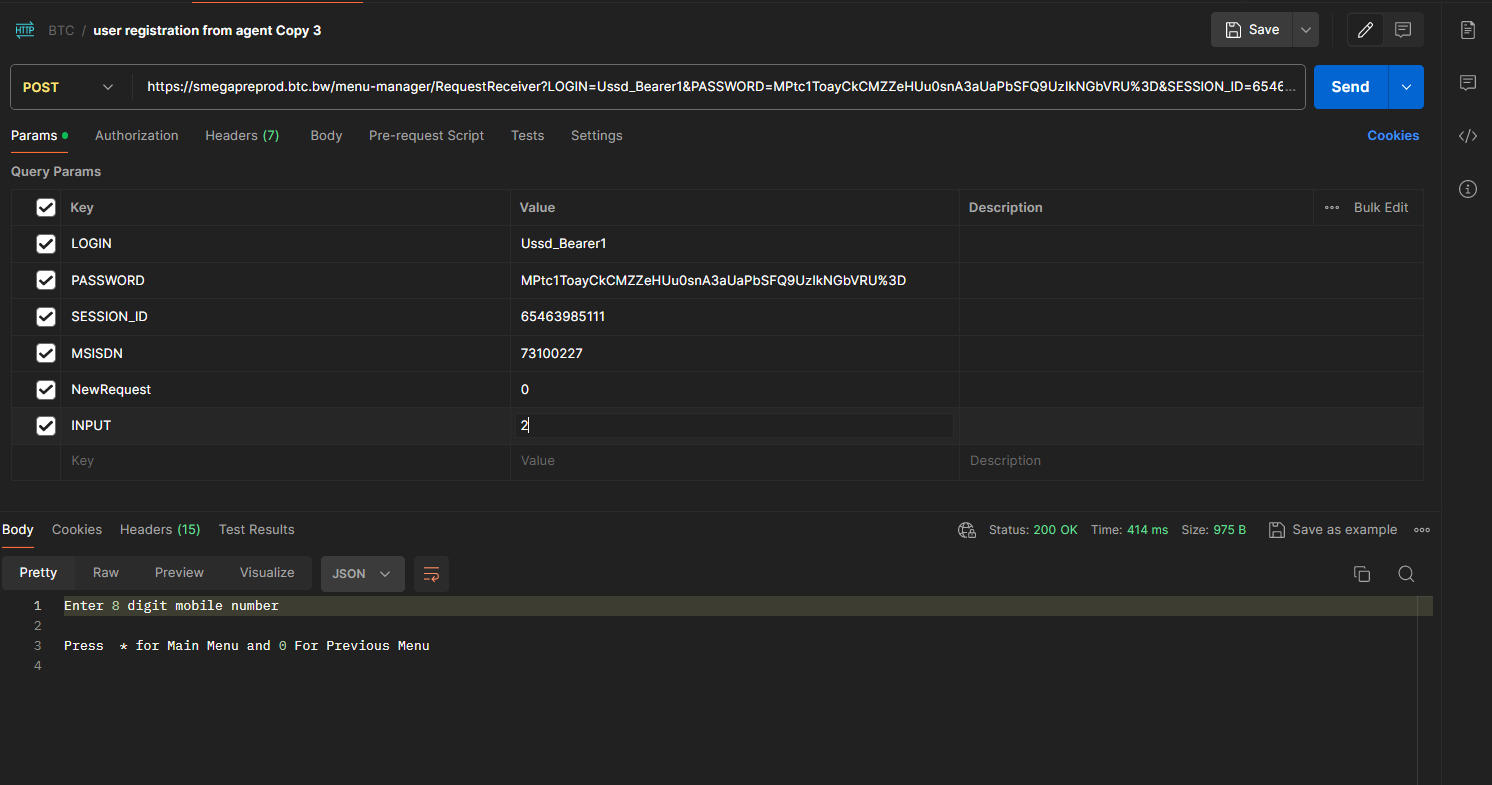 HTTP BTC / user registration from agent Copy 3 Save
POST https://smegapreprod.btc.bw/menu-manager/RequestReceiver?LOGIN=Ussd_Bearer1&PASSWORD=MPtc1ToayCkCMZZeHUu0snA3aUaPbSFQ9UzIkNGbVRU%3D&SESSION_ID=6546... Send
Params Authorization Headers (7) Body Pre-request Script Tests Settings Cookies
Query Params
Key Value Description Bulk Edit
LOGIN Ussd_Bearer1
PASSWORD MPtc1ToayCkCMZZeHUu0snA3aUaPbSFQ9UzIkNGbVRU%3D
SESSION_ID 65463985111
MSISDN 73100227
NewRequest 0
INPUT 2
Key Value Description
Body Cookies Headers (15) Test Results Status: 200 OK Time: 414 ms Size: 975 B Save as example
Pretty Raw Preview Visualize JSON
1 Enter 8 digit mobile number
2
3 Press * for Main Menu and 0 For Previous Menu
4